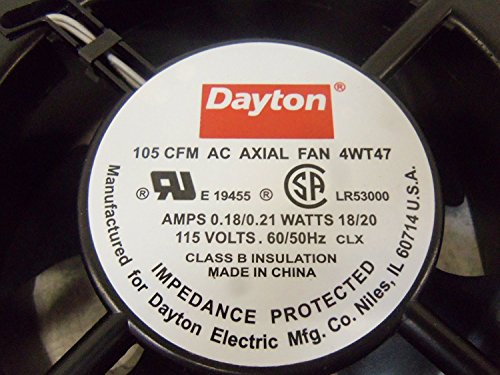 Dayton®
105 CFM AC AXIAL FAN 4WT47
® UR E 19455 ® SA LR53000
AMPS 0.18/0.21 WATTS 18/20
115 VOLTS . 60/50Hz CLX
CLASS B INSULATION
MADE IN CHINA
IMPEDANCE PROTECTED
Manufactured for Dayton Electric Mfg. Co. Niles, IL 60714 U.S.A.